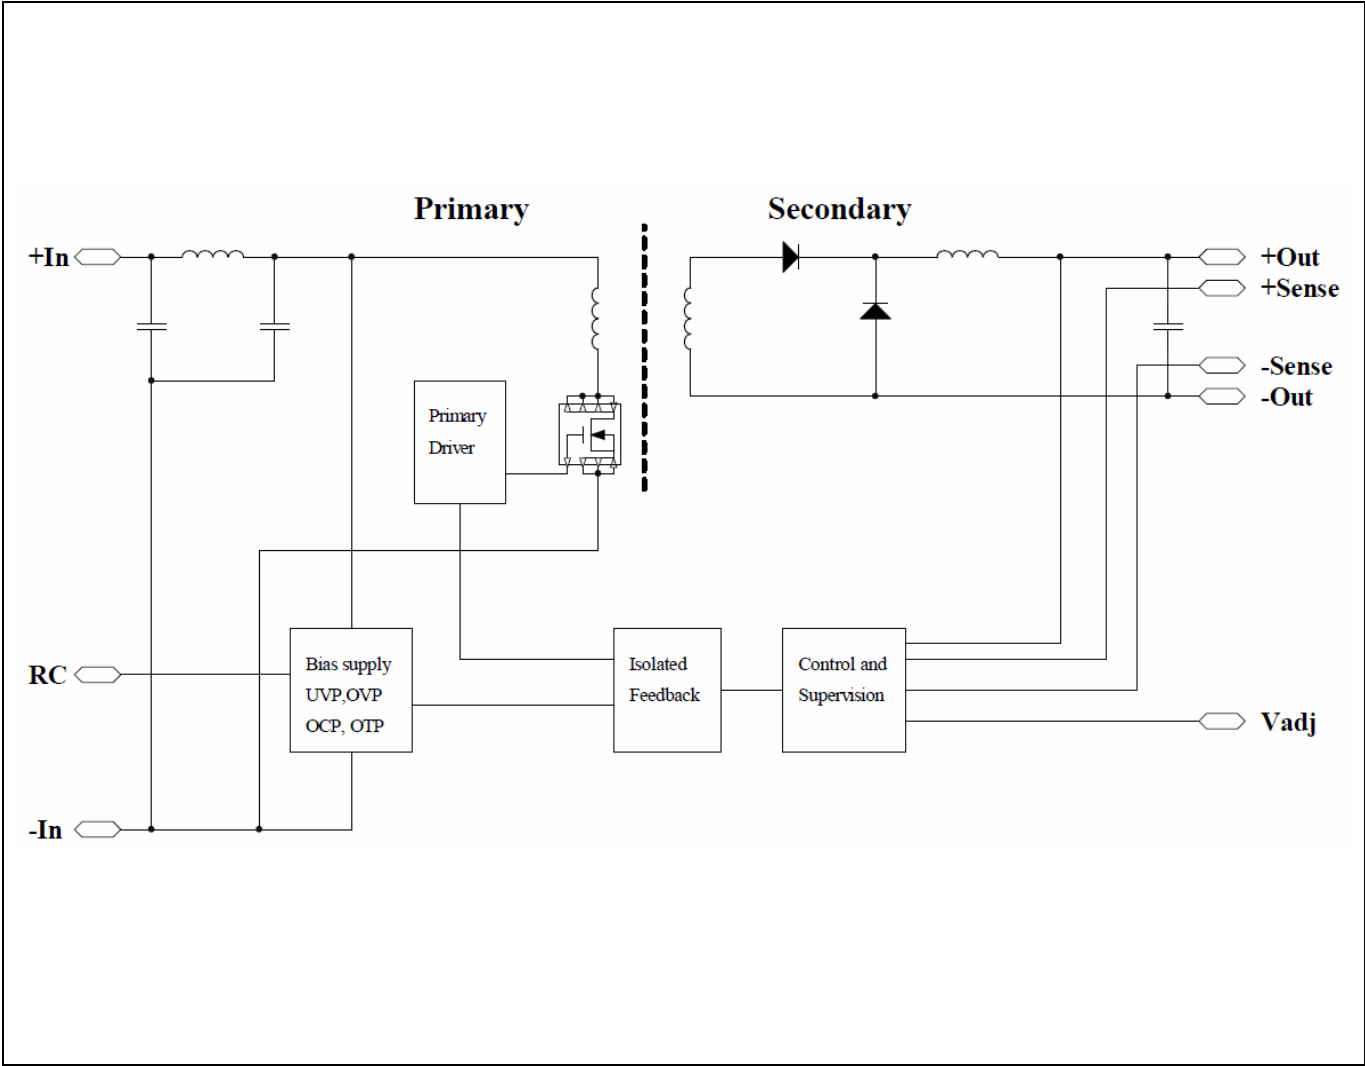 Primary
Secondary
+In
+Out
+Sense
-Sense
-Out
Primary
Driver
RC
Bias supply
UVP,OVP
OCP, OTP
Isolated
Feedback
Control and
Supervision
Vadj
-In